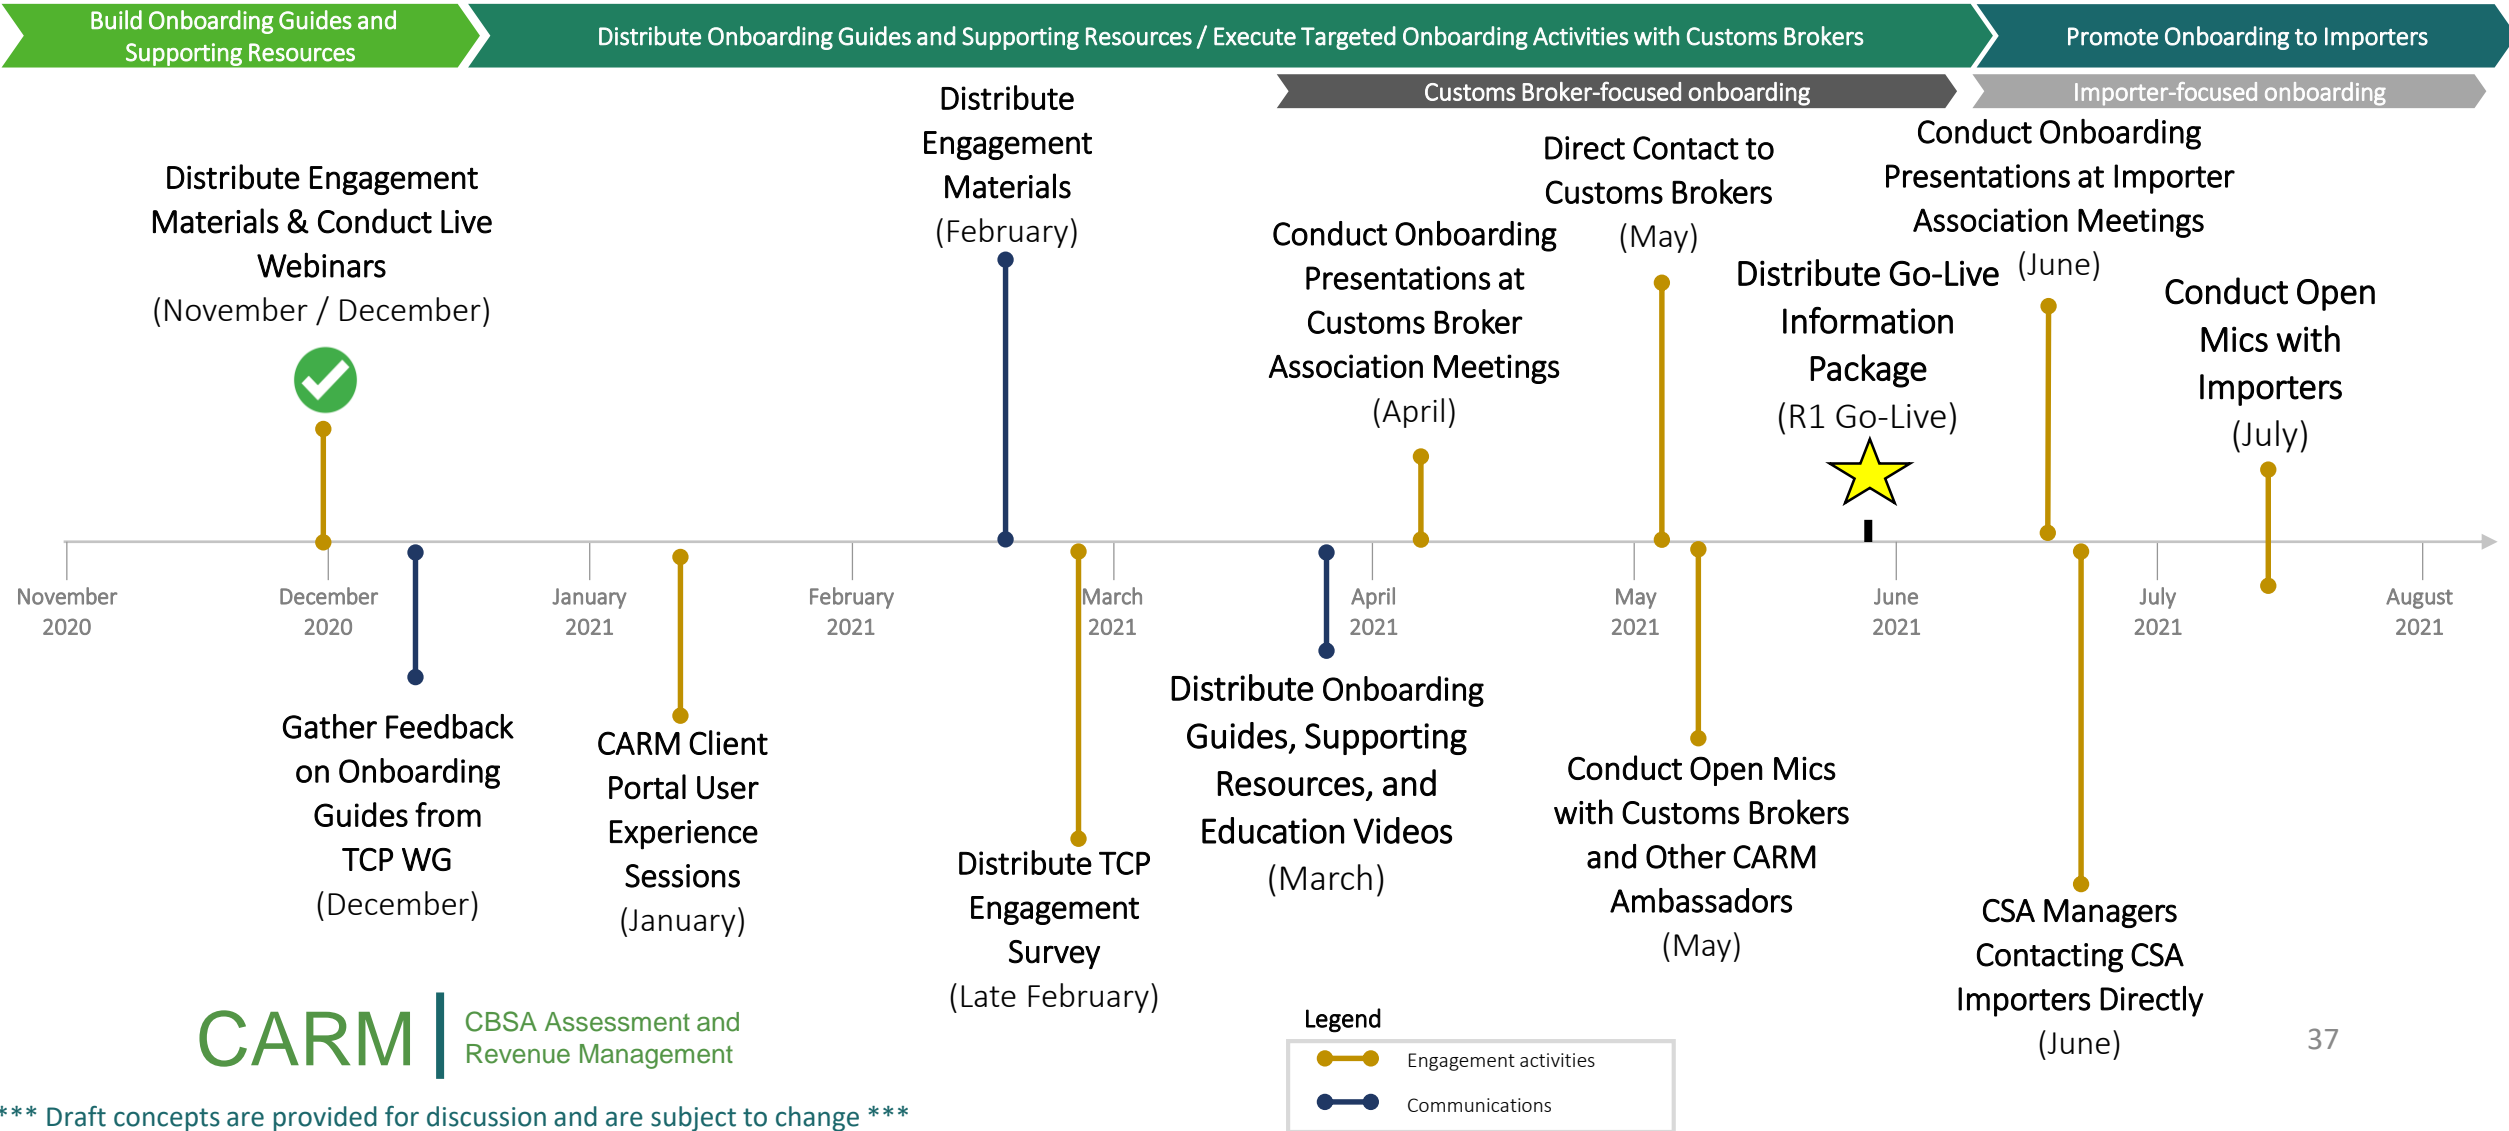 Build Onboarding Guides and
Supporting Resources
Distribute Onboarding Guides and Supporting Resources / Execute Targeted Onboarding Activities with Customs Brokers
Promote Onboarding to Importers
Customs Broker-focused onboarding
Importer-focused onboarding
Distribute Engagement
Materials & Conduct Live
Webinars
(November / December)
Distribute
Engagement
Materials
(February)
Conduct Onboarding
Presentations at
Customs Broker
Association Meetings
(April)
Direct Contact to
Customs Brokers
(May)
Distribute Go-Live
Information
Package
(R1 Go-Live)
Conduct Onboarding
Presentations at Importer
Association Meetings
(June)
Conduct Open
Mics with
Importers
(July)
November
2020
December
2020
January
2021
February
2021
March
2021
April
2021
May
2021
June
2021
July
2021
August
2021
Gather Feedback
on Onboarding
Guides from
TCP WG
(December)
CARM Client
Portal User
Experience
Sessions
(January)
Distribute TCP
Engagement
Survey
(Late February)
Distribute Onboarding
Guides, Supporting
Resources, and
Education Videos
(March)
Conduct Open Mics
with Customs Brokers
and Other CARM
Ambassadors
(May)
CSA Managers
Contacting CSA
Importers Directly
(June)
CARM
CBSA Assessment and
Revenue Management
Legend
Engagement activities
Communications
37
*** Draft concepts are provided for discussion and are subject to change ***